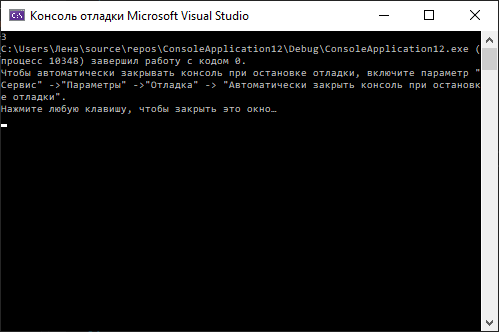 Консоль отладки Microsoft Visual Studio
3
C:\Users\Лена\source\repos\ConsoleApplication12\Debug\ConsoleApplication12.exe (
процесс 10348) завершил работу с кодом 0.
Чтобы автоматически закрывать консоль при остановке отладки, включите параметр "
Сервис" ->"Параметры" ->"Отладка" -> "Автоматически закрыть консоль при остановк
е отладки".
Нажмите любую клавишу, чтобы закрыть это окно…